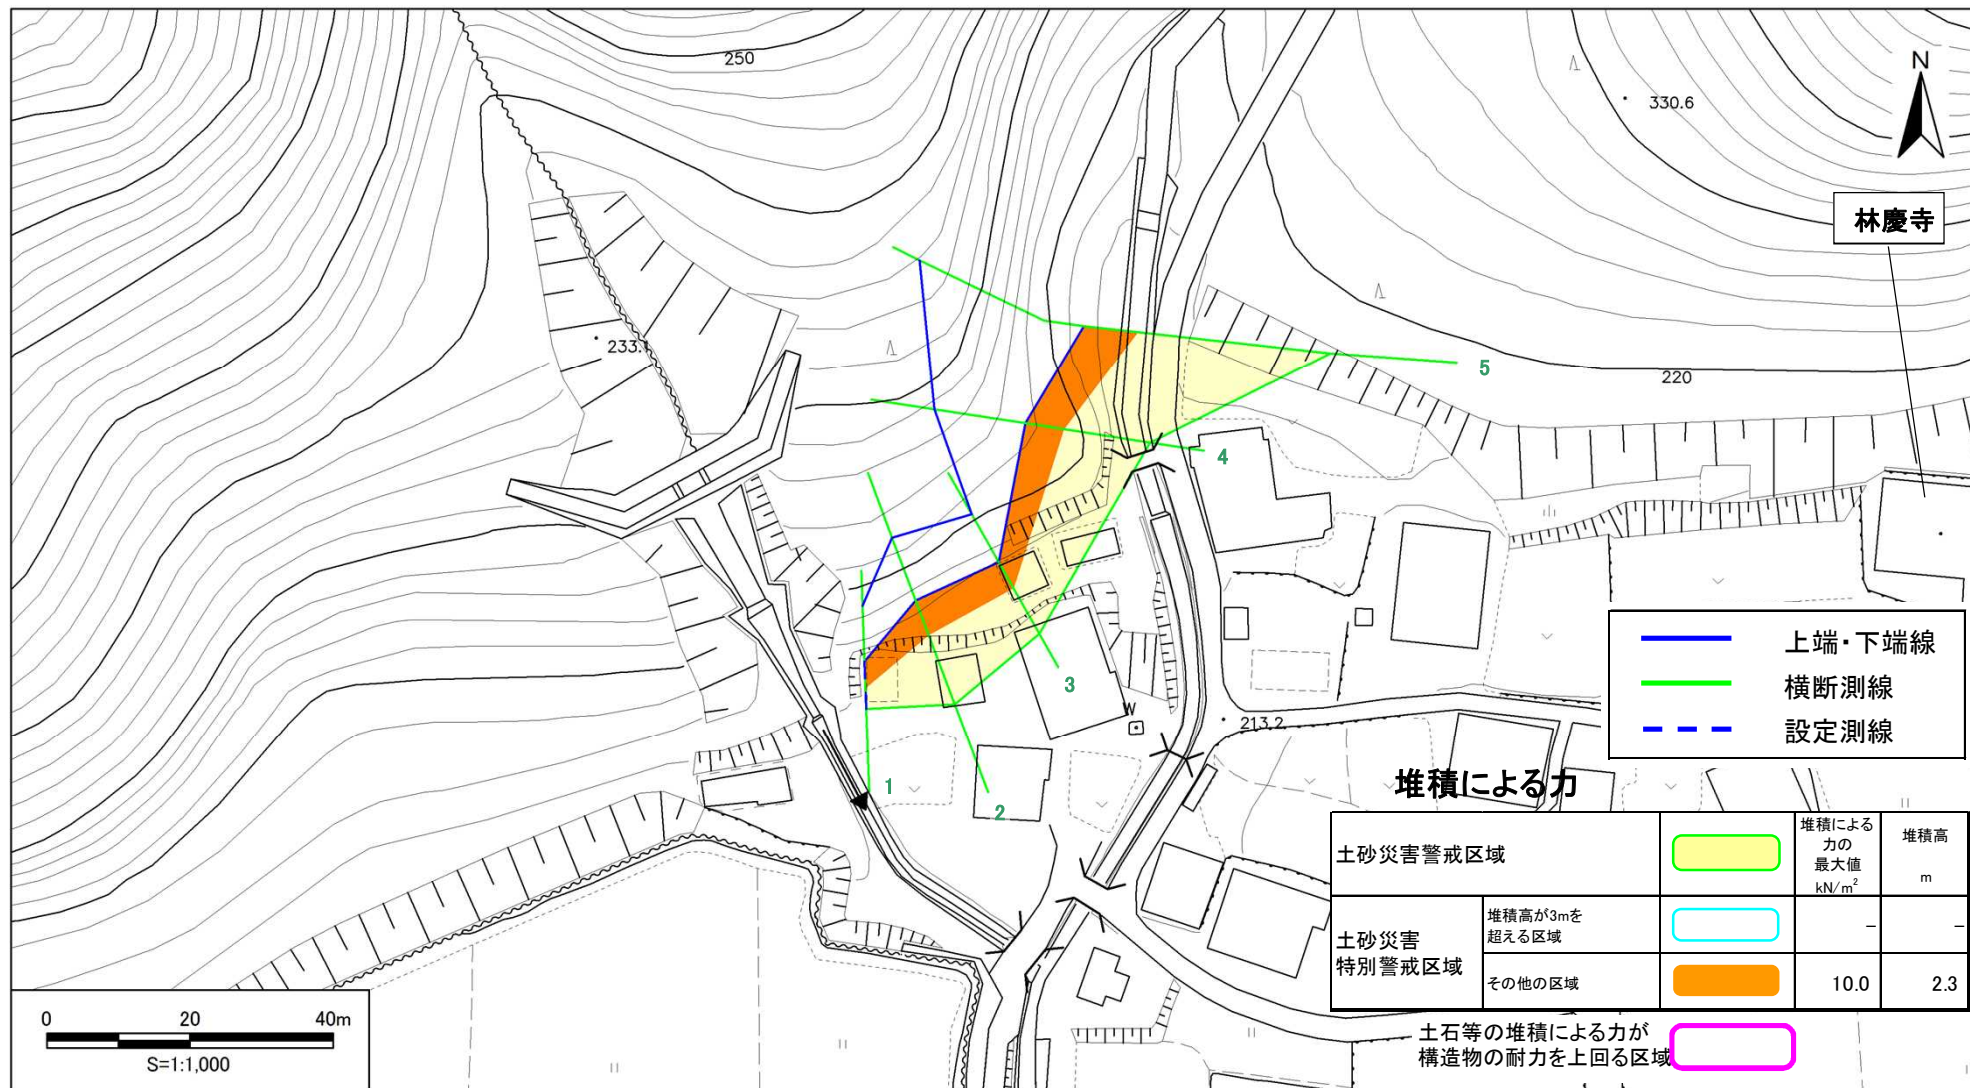 250
330.6
N
林慶寺
233.1
220
5
4
3
2
1
W
213.2
上端・下端線
横断測線
設定測線
堆積による力
土砂災害警戒区域
堆積による
力の
最大値
kN/m²
堆積高
m
土砂災害
特別警戒区域
堆積高が3mを
超える区域
－
－
その他の区域
10.0
2.3
土石等の堆積による力が
構造物の耐力を上回る区域
0 20 40m
S=1:1,000